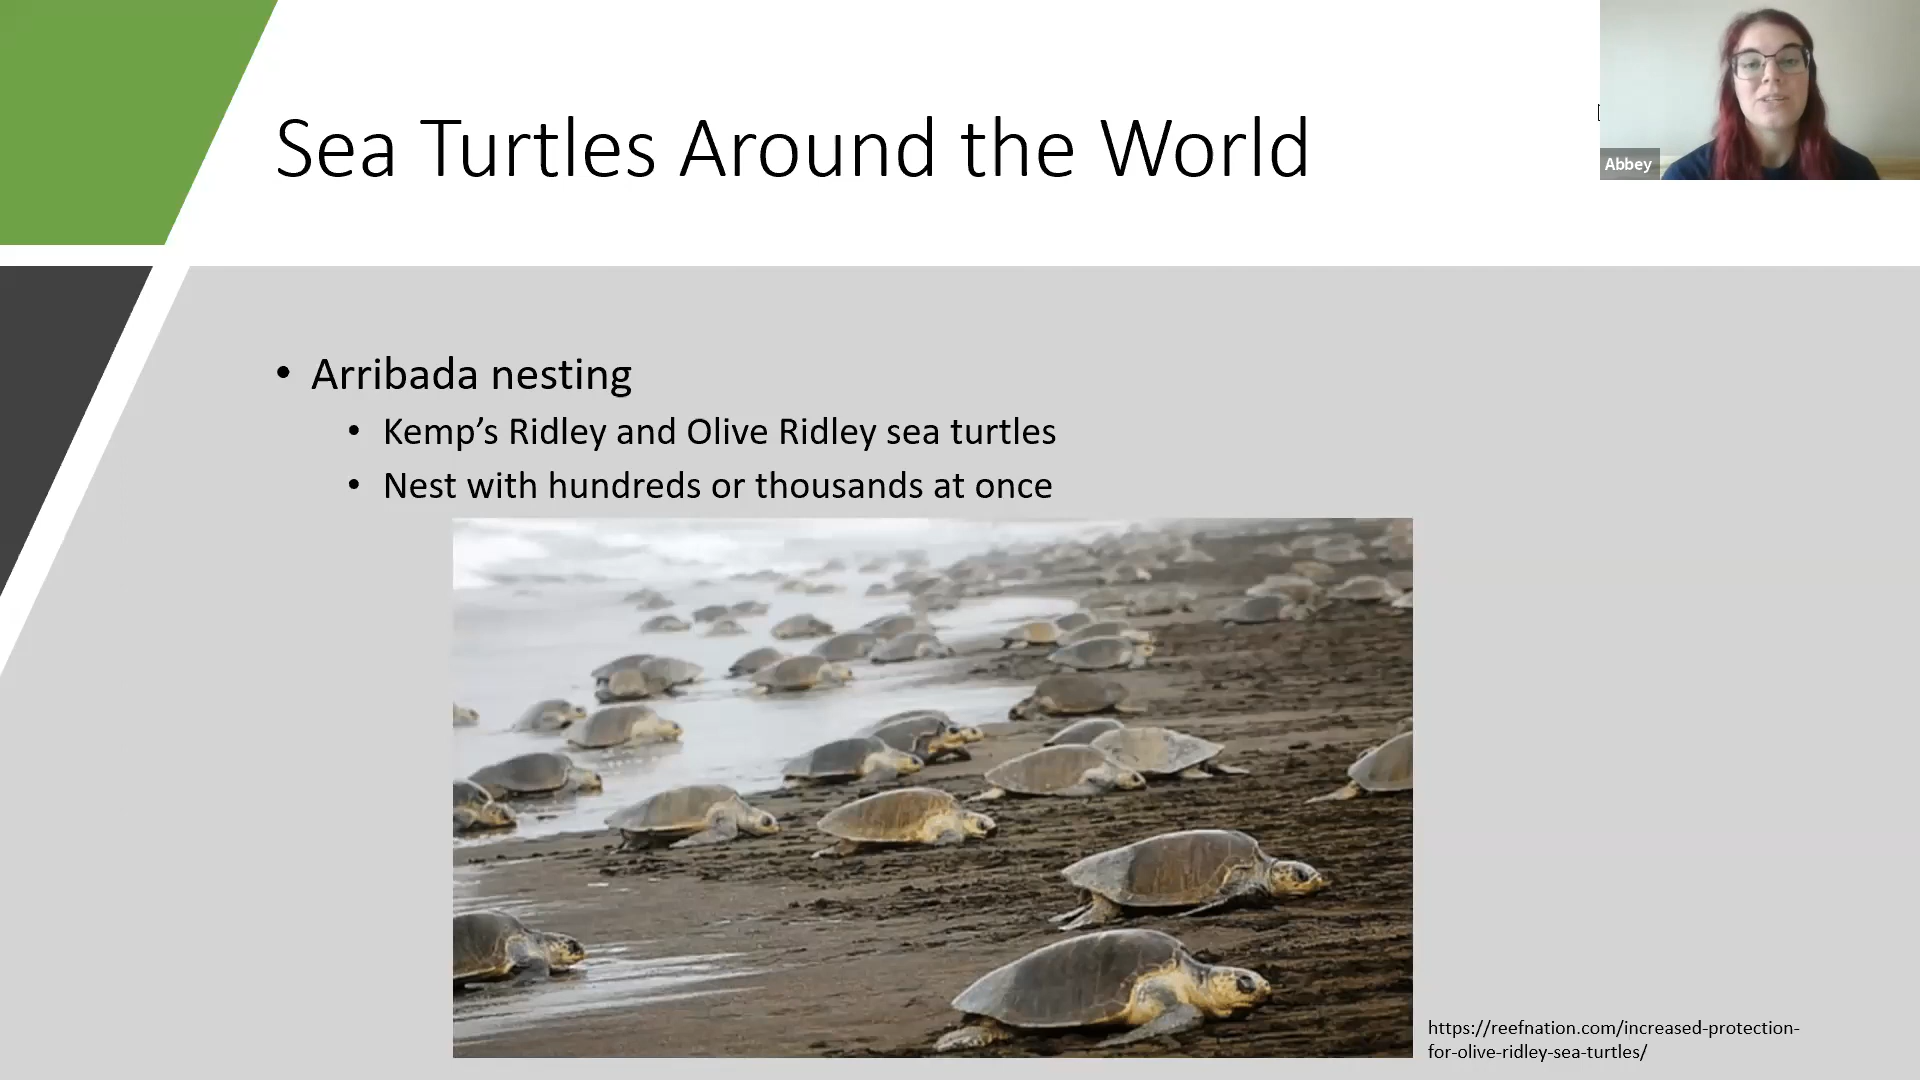 Sea Turtles Around the World
Abbey
• Arribada nesting
• Kemp’s Ridley and Olive Ridley sea turtles
• Nest with hundreds or thousands at once
https://reefnation.com/increased-protection-
for-olive-ridley-sea-turtles/